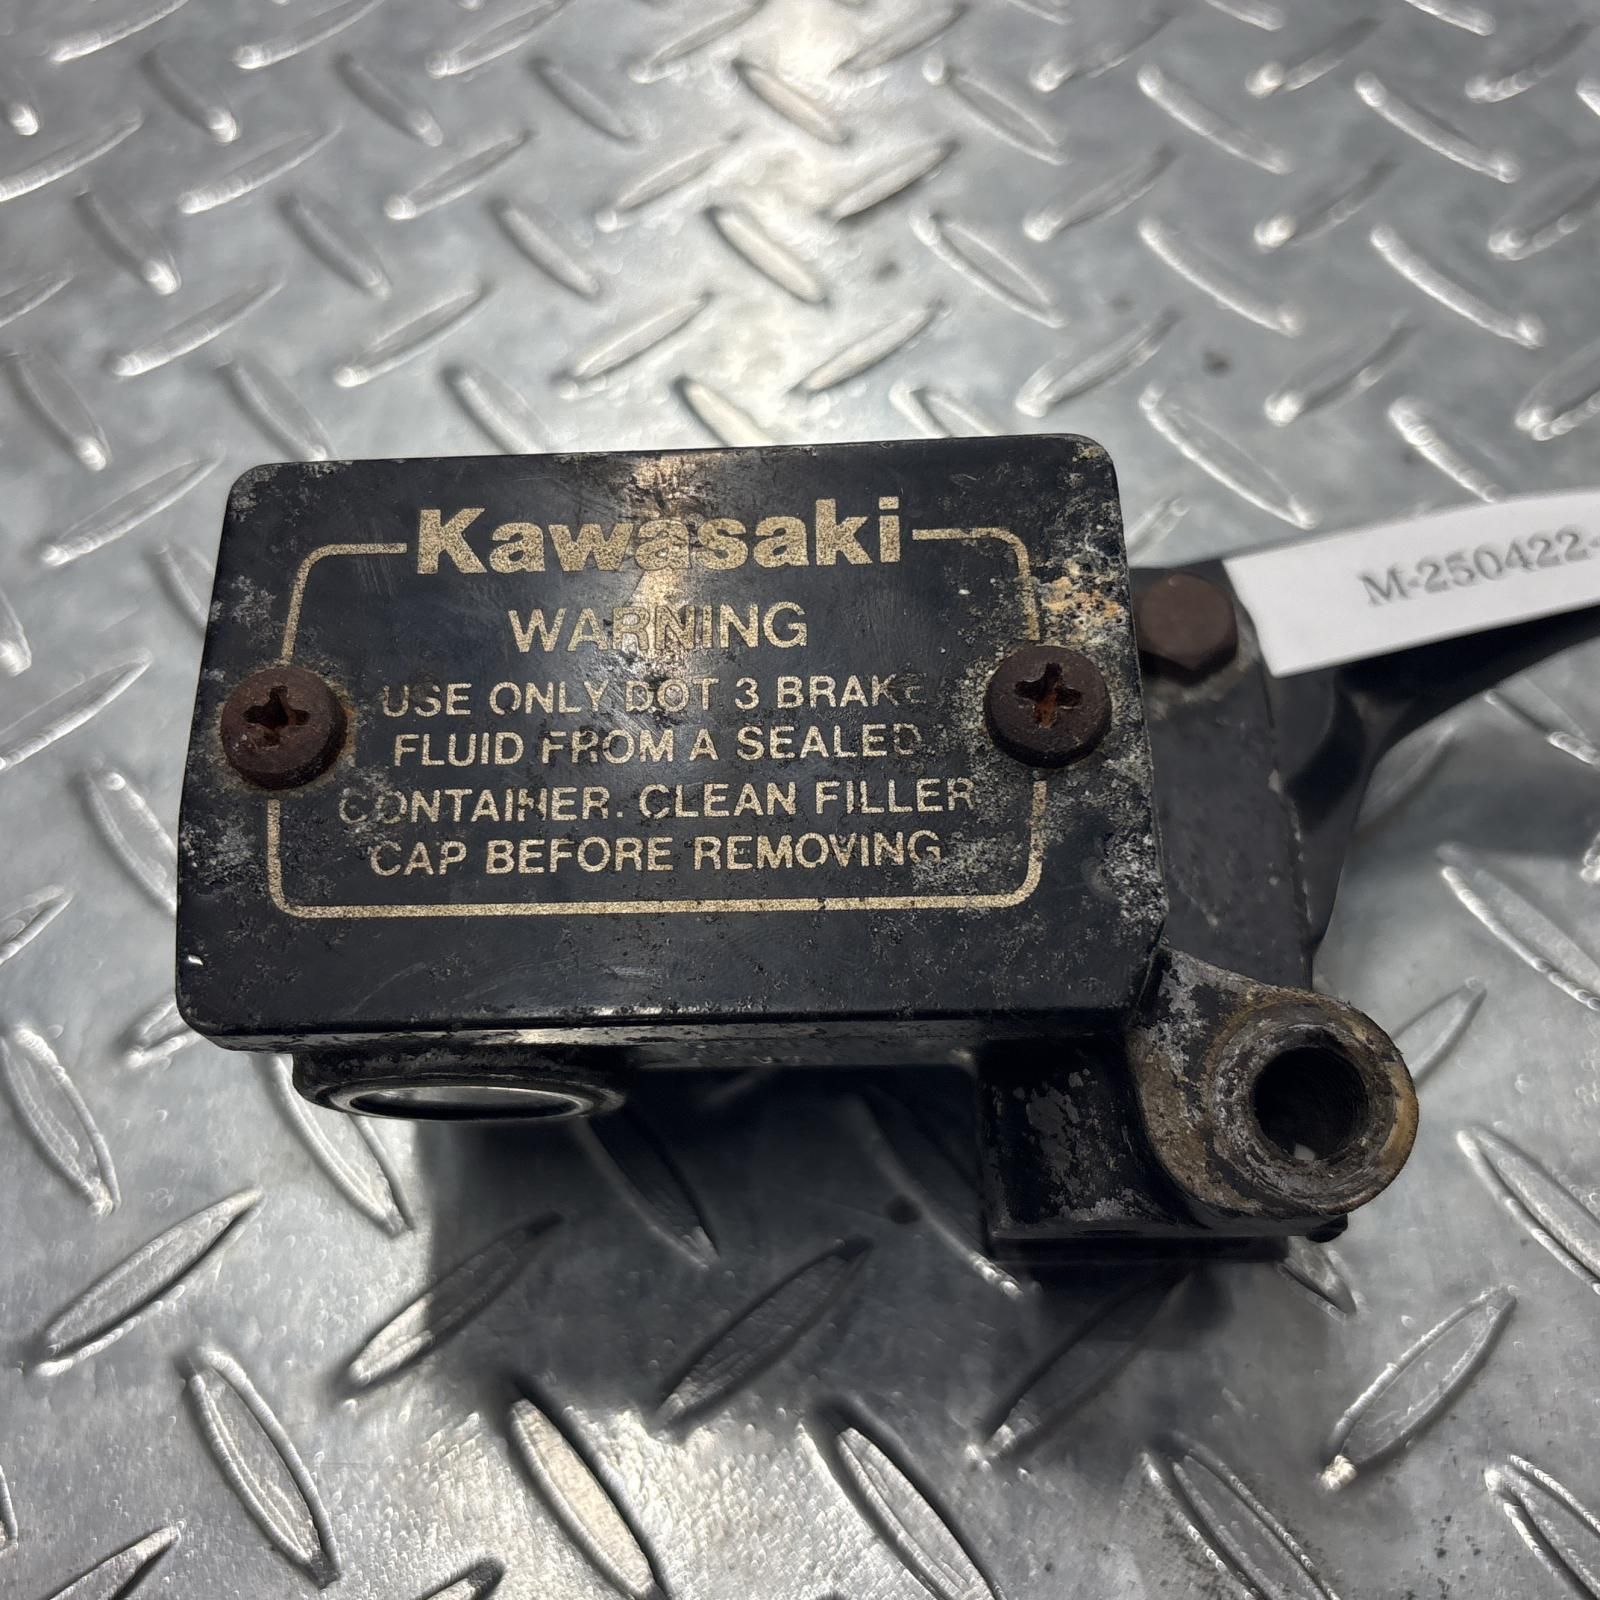 Kawasaki
WARNING
USE ONLY DOT 3 BRAKE
FLUID FROM A SEALED
CONTAINER. CLEAN FILLER
CAP BEFORE REMOVING
M-250422-